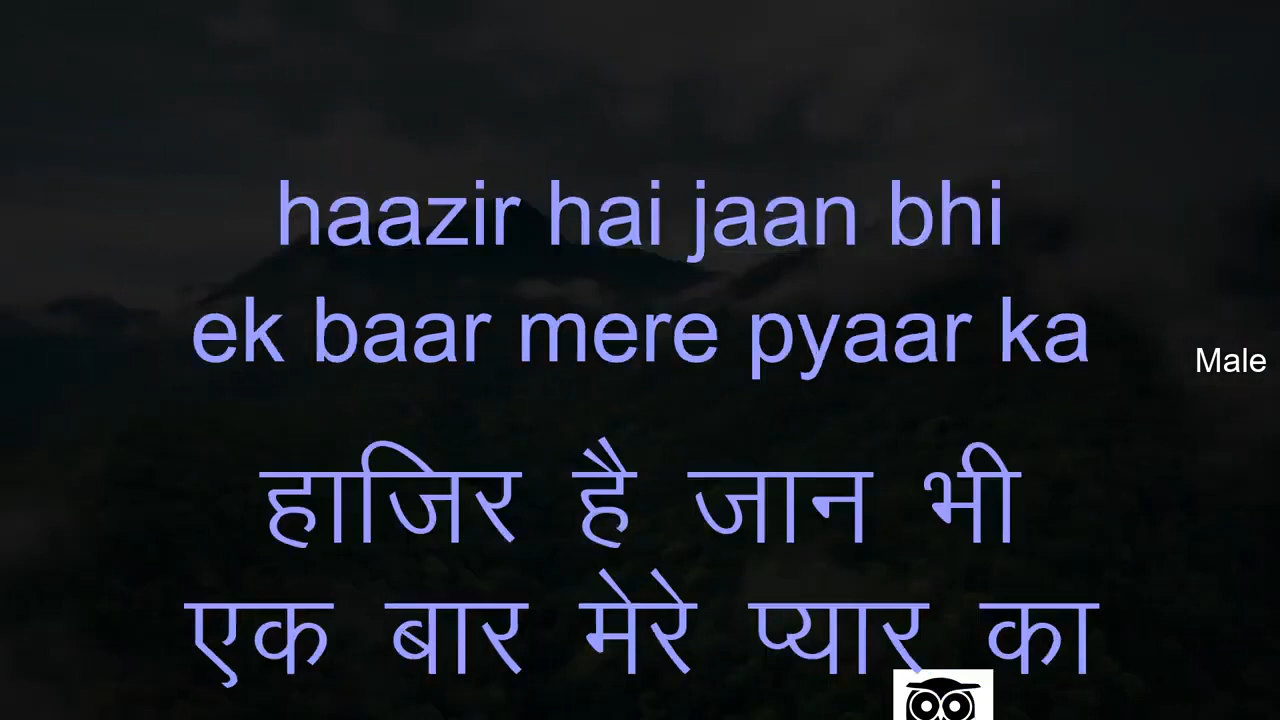 haazir hai jaan bhi
ek baar mere pyaar ka
Male
हाजिर है जान भी
एक बार मेरे प्यार का